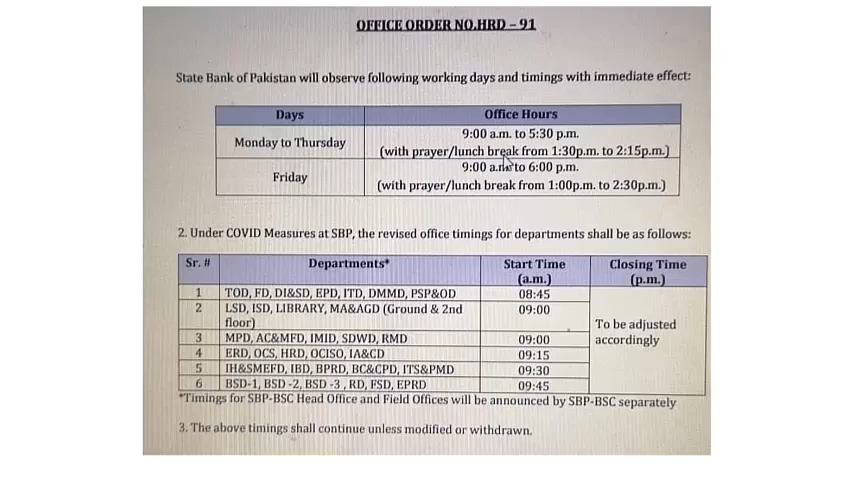 OFFICE ORDER NO.HRD – 91
State Bank of Pakistan will observe following working days and timings with immediate effect:
Days Office Hours
Monday to Thursday 9:00 a.m. to 5:30 p.m.
(with prayer/lunch break from 1:30p.m. to 2:15p.m.)
Friday 9:00 a.m. to 6:00 p.m.
(with prayer/lunch break from 1:00p.m. to 2:30p.m.)
2. Under COVID Measures at SBP, the revised office timings for departments shall be as follows:
Sr. # Departments* Start Time Closing Time
(a.m.) (p.m.)
1 TOD, FD, DI&SD, EPD, ITD, DMMD, PSP&OD 08:45
2 LSD, ISD, LIBRARY, MA&AGD (Ground & 2nd 09:00
floor) To be adjusted
3 MPD, AC&MFD, IMID, SDWD, RMD 09:00 accordingly
4 ERD, OCS, HRD, OCISO, IA&CD 09:15
5 IH&SMEFD, IBD, BPRD, BC&CPD, ITS&PMD 09:30
6 BSD-1, BSD -2, BSD -3 , RD, FSD, EPRD 09:45
*Timings for SBP-BSC Head Office and Field Offices will be announced by SBP-BSC separately
3. The above timings shall continue unless modified or withdrawn.